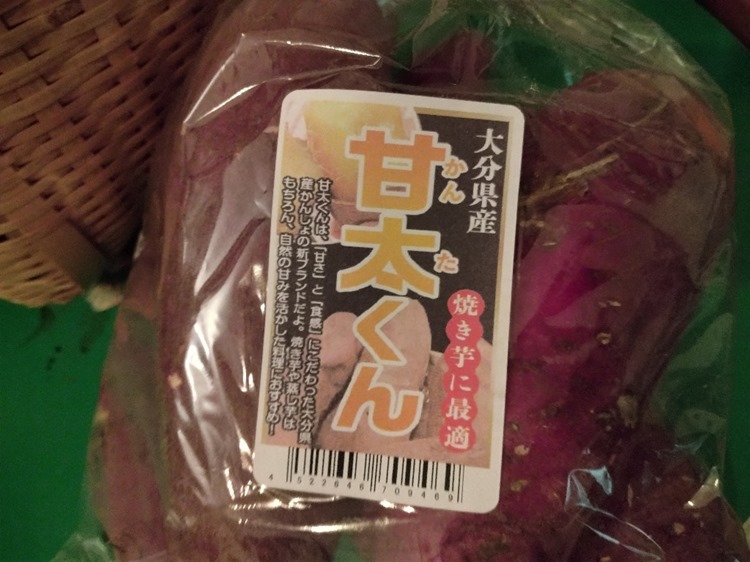 大分県産
甘太くん
かん
た
焼き芋に最適
甘太くんは、「甘さ」と「食感」にこだわった大分県
産かんしょの新ブランドだよ。焼き芋や蒸し芋は
もちろん、自然の甘みを活かした料理におすすめ！
4 522646 709469